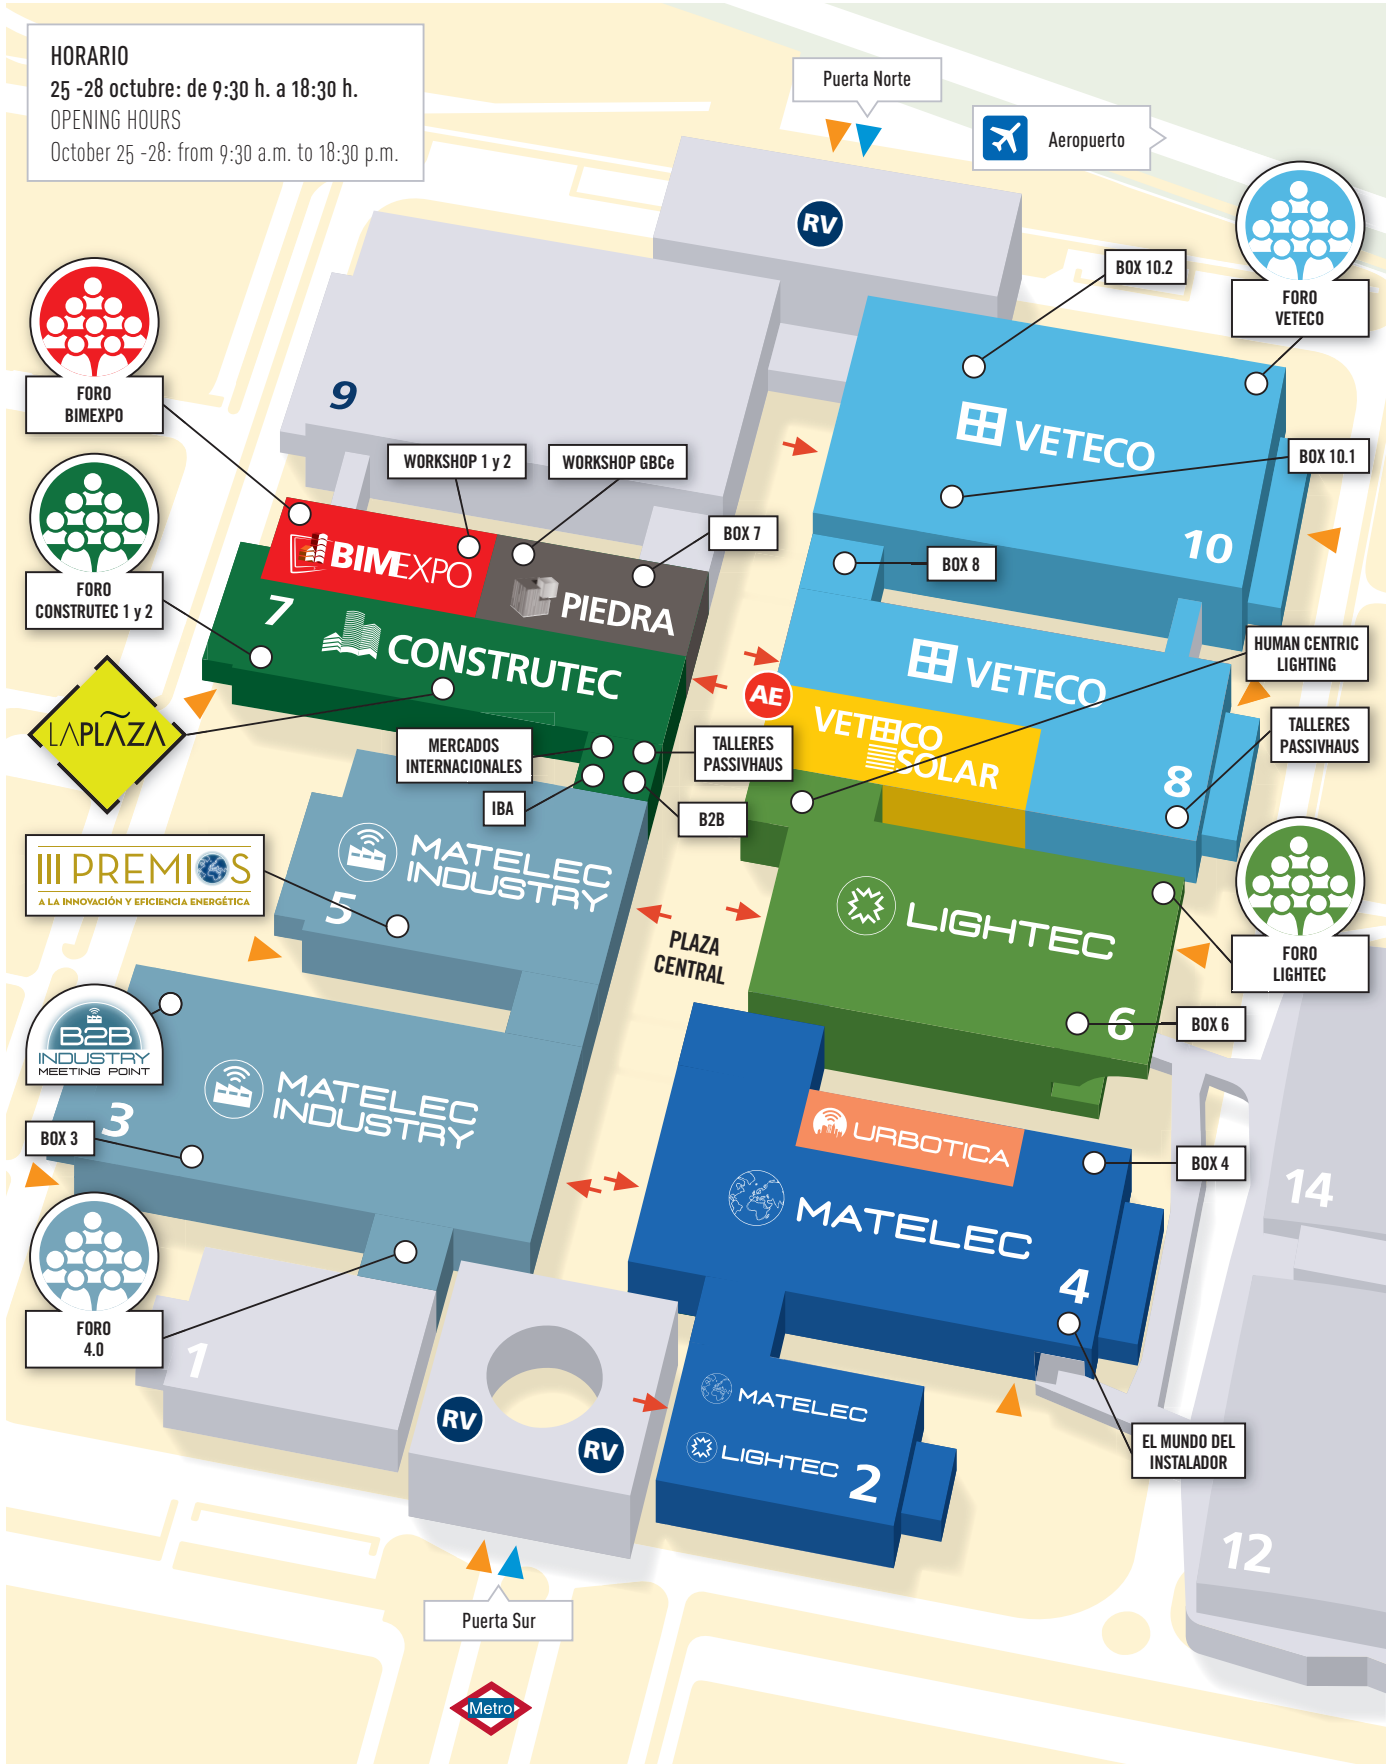 HORARIO
25 -28 octubre: de 9:30 h. a 18:30 h.
OPENING HOURS
October 25 -28: from 9:30 a.m. to 18:30 p.m.
Puerta Norte
Aeropuerto
RV
BOX 10.2
FORO
VETECO
FORO
BIMEXPO
9
VETECO
BOX 10.1
10
WORKSHOP 1 y 2
WORKSHOP GBCe
BOX 7
BOX 8
BIMEXPO
PIEDRA
FORO
CONSTRUTEC 1 y 2
7
CONSTRUTEC
VETECO
HUMAN CENTRIC
LIGHTING
AE
LAPLAZA
VETECO
SOLAR
TALLERES
PASSIVHAUS
MERCADOS
INTERNACIONALES
TALLERES
PASSIVHAUS
8
IBA
B2B
III PREMIOS
A LA INNOVACIÓN Y EFICIENCIA ENERGÉTICA
MATELEC
INDUSTRY
5
LIGHTEC
PLAZA
CENTRAL
FORO
LIGHTEC
B2B
INDUSTRY
MEETING POINT
BOX 6
6
MATELEC
INDUSTRY
3
BOX 3
URBOTICA
BOX 4
14
MATELEC
4
FORO
4.0
1
RV
RV
MATELEC
LIGHTEC
2
EL MUNDO DEL
INSTALADOR
12
Puerta Sur
Metro